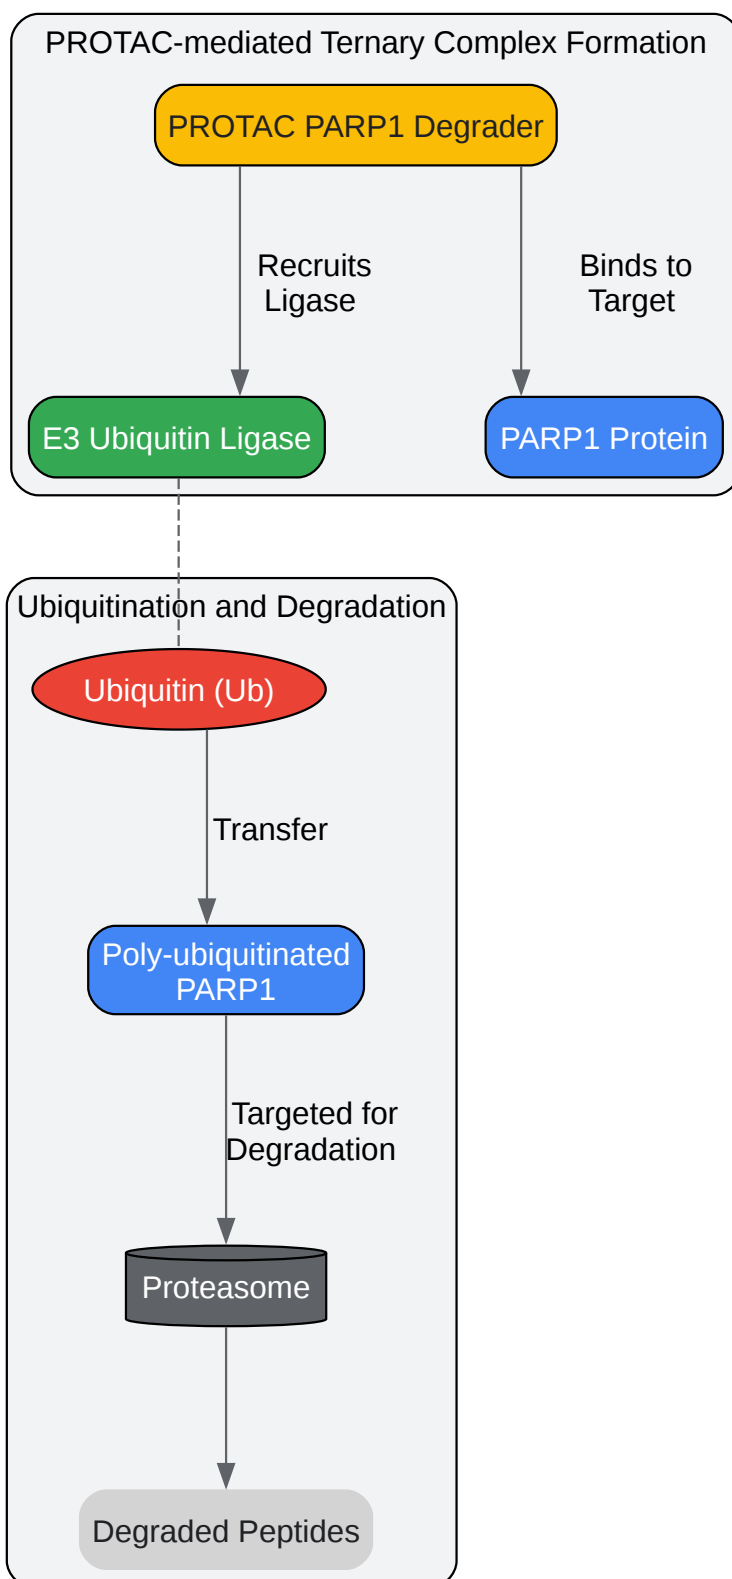 PROTAC-mediated Ternary Complex Formation
PROTAC PARP1 Degrader
Recruits
Ligase
Binds to
Target
E3 Ubiquitin Ligase
PARP1 Protein
Ubiquitination and Degradation
Ubiquitin (Ub)
Transfer
Poly-ubiquitinated
PARP1
Targeted for
Degradation
Proteasome
Degraded Peptides